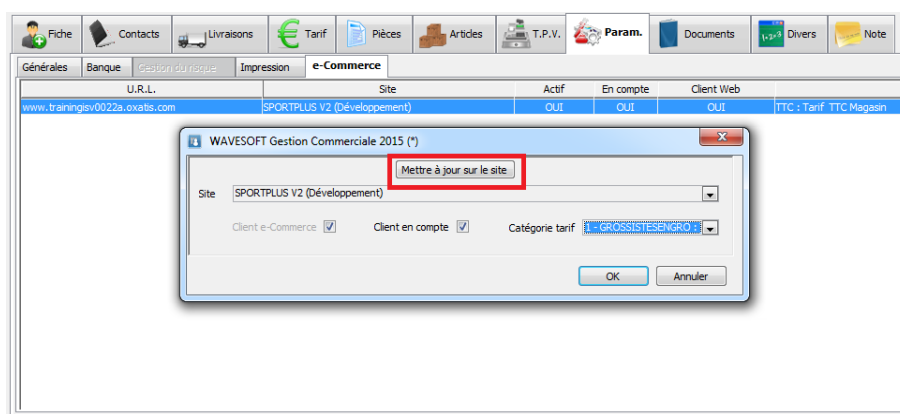 Fiche Contacts Livraisons Tarif Pièces Articles T.P.V. Param. Documents Divers Note
Générales Banque Gestion du risque Impression e-Commerce
U.R.L. Site Actif En compte Client Web
www.trainingisv0022a.oxatis.com SPORTPLUS V2 (Développement) OUI OUI OUI TTC : Tarif TTC Magasin
WAVESOFT Gestion Commerciale 2015 (*)
Mettre à jour sur le site
Site SPORTPLUS V2 (Développement)
Client e-Commerce Client en compte Catégorie tarif 1 - GROSSISTESENGRO :
OK Annuler